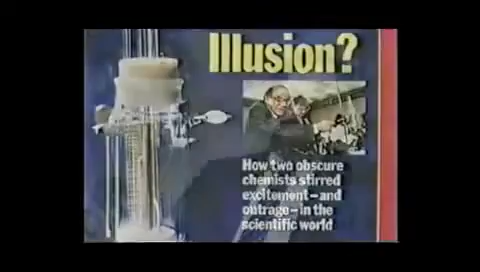 Illusion?
How two obscure
chemists stirred
excitement–and
outrage–in the
scientific world